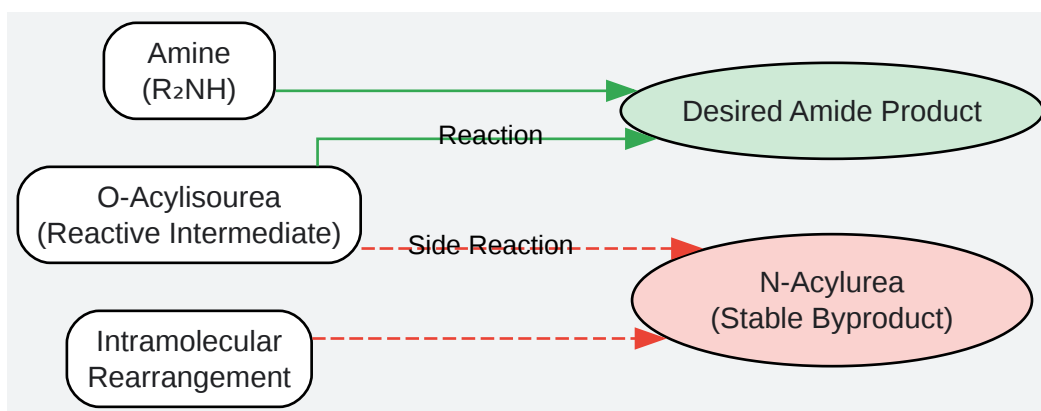 Amine
(R₂NH)
Desired Amide Product
Reaction
O-Acylisourea
(Reactive Intermediate)
Side Reaction
N-Acylurea
(Stable Byproduct)
Intramolecular
Rearrangement